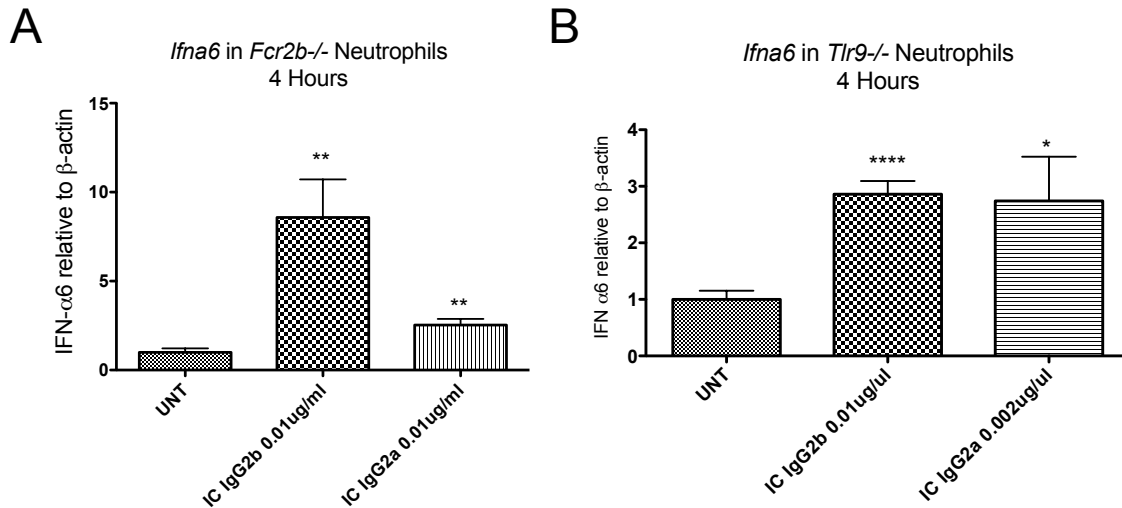 A
Ifna6 in Fcr2b-/- Neutrophils
4 Hours
IFN-α6 relative to β-actin
15
10
5
0
**
**
UNT
IC IgG2b 0.01ug/ml
IC IgG2a 0.01ug/ml
B
Ifna6 in Tlr9-/- Neutrophils
4 Hours
IFN α6 relative to β-actin
4
3
2
1
0
****
*
UNT
IC IgG2b 0.01ug/ul
IC IgG2a 0.002ug/ul